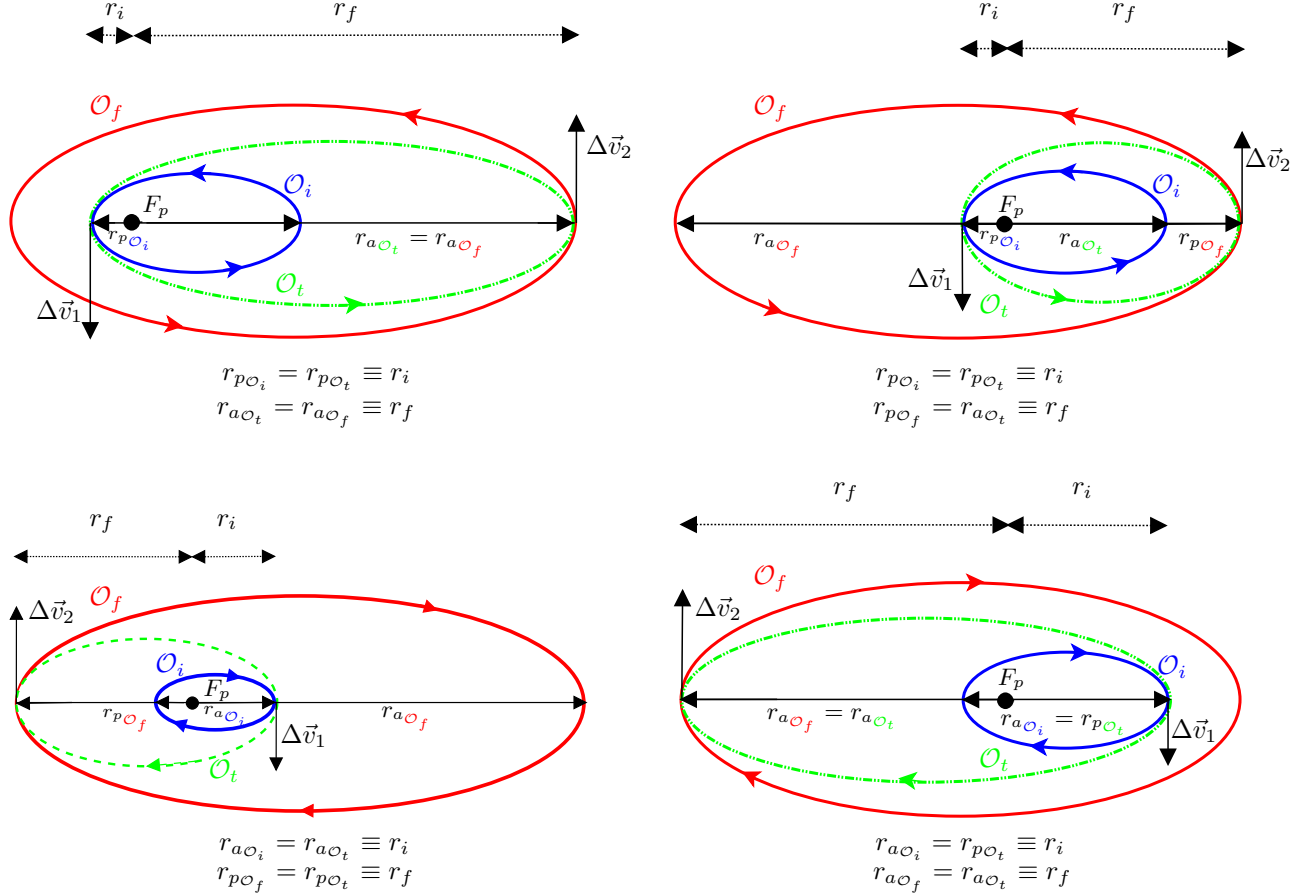 r_i r_f r_i r_f
𝒪_f 𝒪_f
Δv⃗_2 Δv⃗_2
𝒪_i 𝒪_i
F_p F_p
r_{p𝒪_i} r_{a𝒪_t} = r_{a𝒪_f} r_{a𝒪_f} r_{p𝒪_i} r_{a𝒪_t} r_{p𝒪_f}
𝒪_t 𝒪_t
Δv⃗_1 Δv⃗_1
r_{p𝒪_i} = r_{p𝒪_t} ≡ r_i r_{p𝒪_i} = r_{p𝒪_t} ≡ r_i
r_{a𝒪_t} = r_{a𝒪_f} ≡ r_f r_{p𝒪_f} = r_{a𝒪_t} ≡ r_f
r_f r_i
r_f r_i
𝒪_f
𝒪_f
Δv⃗_2 Δv⃗_2
𝒪_i 𝒪_i
F_p F_p
r_{p𝒪_f} r_{a𝒪_i} r_{a𝒪_f} r_{a𝒪_f} = r_{a𝒪_t} r_{a𝒪_i} = r_{p𝒪_t}
Δv⃗_1 Δv⃗_1
𝒪_t 𝒪_t
r_{a𝒪_i} = r_{a𝒪_t} ≡ r_i r_{a𝒪_i} = r_{p𝒪_t} ≡ r_i
r_{p𝒪_f} = r_{p𝒪_t} ≡ r_f r_{a𝒪_f} = r_{a𝒪_t} ≡ r_f